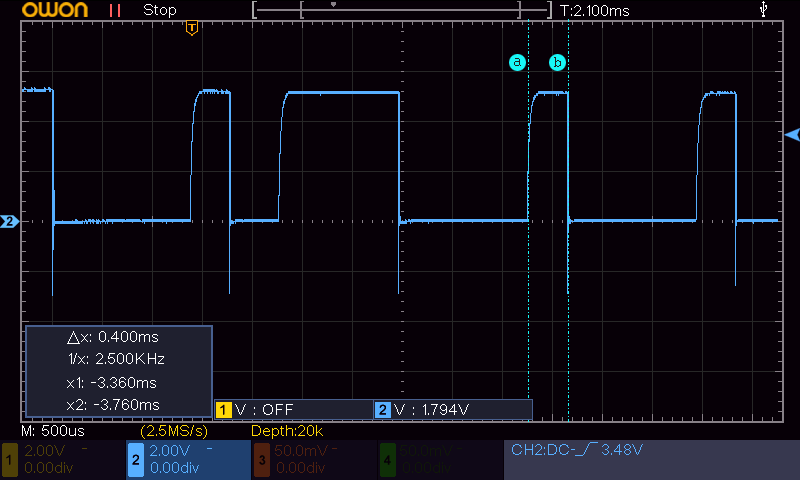 owon Stop T:2.100ms
T
a b
2
△x: 0.400ms
1/x: 2.500KHz
x1: -3.360ms
x2: -3.760ms
1 V : OFF 2 V : 1.794V
M: 500us (2.5MS/s) Depth:20k
1 2.00V 0.00div
2 2.00V 0.00div
3 50.0mV 0.00div
4 50.0mV 0.00div
CH2:DC- 3.48V